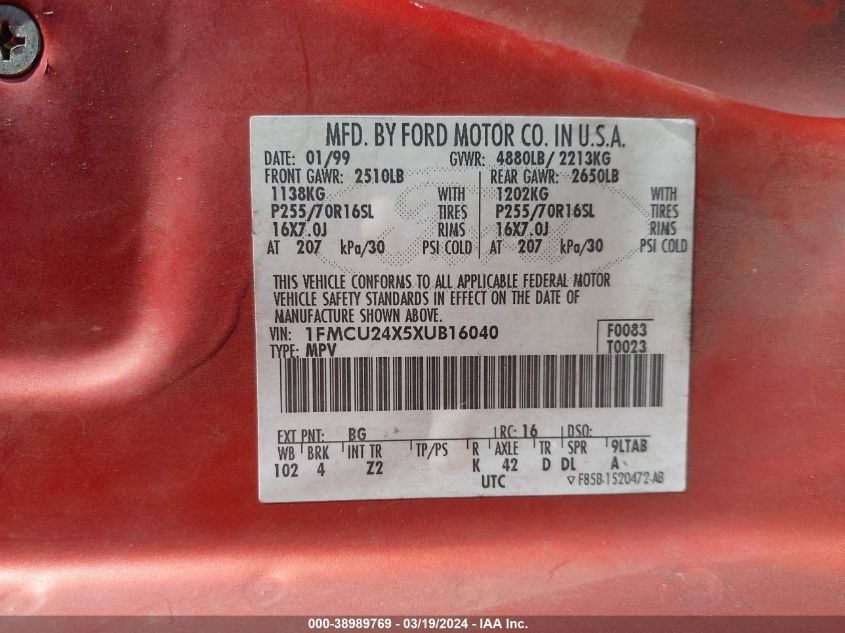 MFD. BY FORD MOTOR CO. IN U.S.A.
DATE: 01/99 GVWR: 4880LB/ 2213KG
FRONT GAWR: 2510LB REAR GAWR: 2650LB
1138KG WITH 1202KG WITH
P255/70R16SL TIRES P255/70R16SL TIRES
16X7.0J RIMS 16X7.0J RIMS
AT 207 kPa/30 PSI COLD AT 207 kPa/30 PSI COLD
THIS VEHICLE CONFORMS TO ALL APPLICABLE FEDERAL MOTOR
VEHICLE SAFETY STANDARDS IN EFFECT ON THE DATE OF
MANUFACTURE SHOWN ABOVE.
VIN: 1FMCU24X5XUB16040 F0083
TYPE: MPV T0023
EXT PNT: BG RC: 16 DSO:
WB BRK INT TR TP/PS R AXLE TR SPR 9LTAB
102 4 Z2 K 42 D DL A
UTC ▽ F85B-1520472-AB
000-38989769 - 03/19/2024 - IAA Inc.